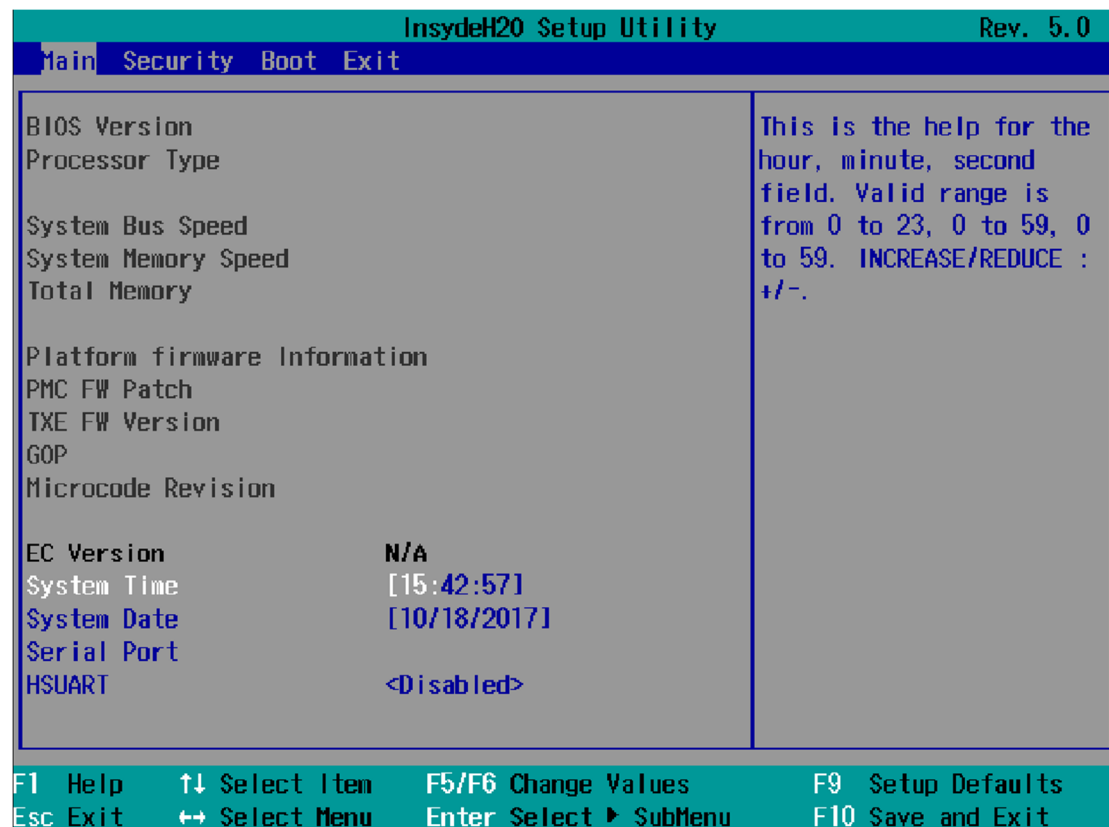 InsydeH2O Setup Utility Rev. 5.0
Main Security Boot Exit
BIOS Version
Processor Type
System Bus Speed
System Memory Speed
Total Memory
Platform firmware Information
PMC FW Patch
TXE FW Version
GOP
Microcode Revision
EC Version N/A
System Time [15:42:57]
System Date [10/18/2017]
Serial Port
HSUART <Disabled>
This is the help for the
hour, minute, second
field. Valid range is
from 0 to 23, 0 to 59, 0
to 59. INCREASE/REDUCE :
+/-.
F1 Help ↑↓ Select Item F5/F6 Change Values F9 Setup Defaults
Esc Exit ↔ Select Menu Enter Select ▶ SubMenu F10 Save and Exit